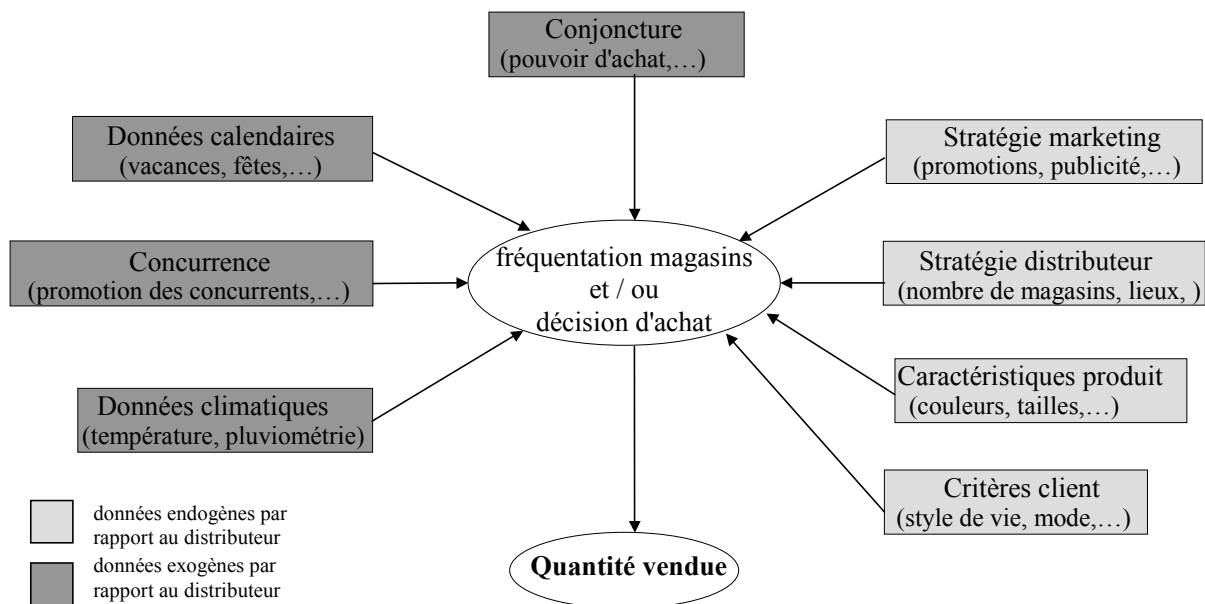 Conjoncture
(pouvoir d'achat,…)
Données calendaires
(vacances, fêtes,…)
Stratégie marketing
(promotions, publicité,…)
Concurrence
(promotion des concurrents,…)
fréquentation magasins
et / ou
décision d'achat
Stratégie distributeur
(nombre de magasins, lieux, )
Données climatiques
(température, pluviométrie)
Caractéristiques produit
(couleurs, tailles,…)
Critères client
(style de vie, mode,…)
données endogènes par
rapport au distributeur
données exogènes par
rapport au distributeur
Quantité vendue